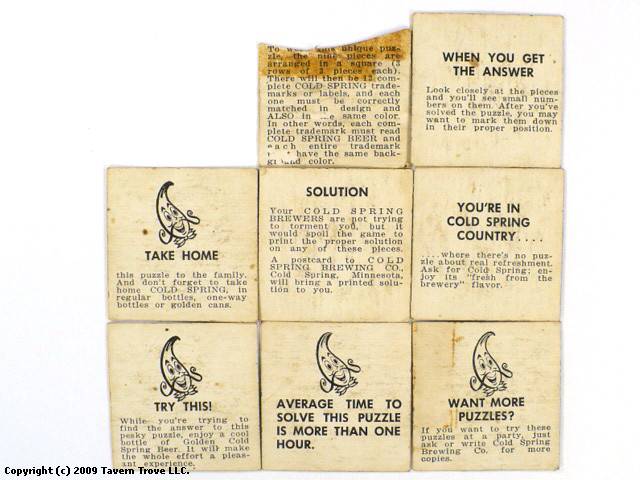 To w
this unique puz-
zle, the nine pieces are
arranged in a square (3
rows of 3 pieces each).
There will then be 12 com-
plete COLD SPRING trade-
marks or labels, and each
one must be correctly
matched in design and
ALSO in same color.
In other words, each com-
plete trademark must read
COLD SPRING BEER and
each entire trademark
have the same back-
and color.
WHEN YOU GET
THE ANSWER
Look closely at the pieces
and you'll see small num-
bers on them. After you've
solved the puzzle, you may
want to mark them down
in their proper position.
TAKE HOME
this puzzle to the family.
And don't forget to take
home COLD SPRING, in
regular bottles, one-way
bottles or golden cans.
SOLUTION
Your COLD SPRING
BREWERS are not trying
to torment you, but it
would spoil the game to
print the proper solution
on any of these pieces.
A postcard to COLD
SPRING BREWING CO.,
Cold Spring, Minnesota,
will bring a printed solu-
tion to you.
YOU'RE IN
COLD SPRING
COUNTRY....
....where there's no puz-
zle about real refreshment.
Ask for Cold Spring; en-
joy its "fresh from the
brewery" flavor.
TRY THIS!
While you're trying to
find the answer to this
pesky puzzle, enjoy a cool
bottle of Golden Cold
Spring Beer. It will make
the whole effort a pleas-
ant experience.
AVERAGE TIME TO
SOLVE THIS PUZZLE
IS MORE THAN ONE
HOUR.
WANT MORE
PUZZLES?
If you want to try these
puzzles at a party, just
ask or write Cold Spring
Brewing Co. for more
copies.
Copyright (c) 2009 Tavern Trove LLC.